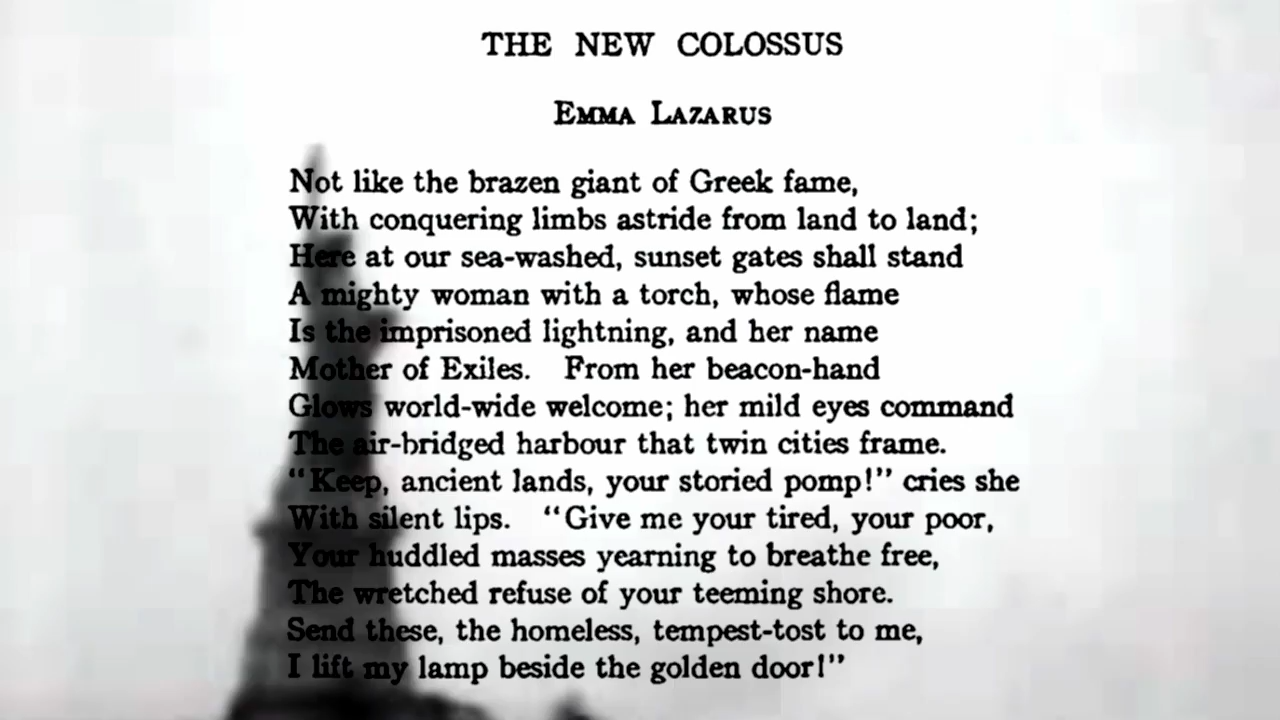 THE NEW COLOSSUS
EMMA LAZARUS
Not like the brazen giant of Greek fame,
With conquering limbs astride from land to land;
Here at our sea-washed, sunset gates shall stand
A mighty woman with a torch, whose flame
Is the imprisoned lightning, and her name
Mother of Exiles. From her beacon-hand
Glows world-wide welcome; her mild eyes command
The air-bridged harbour that twin cities frame.
“Keep, ancient lands, your storied pomp!” cries she
With silent lips. “Give me your tired, your poor,
Your huddled masses yearning to breathe free,
The wretched refuse of your teeming shore.
Send these, the homeless, tempest-tost to me,
I lift my lamp beside the golden door!”